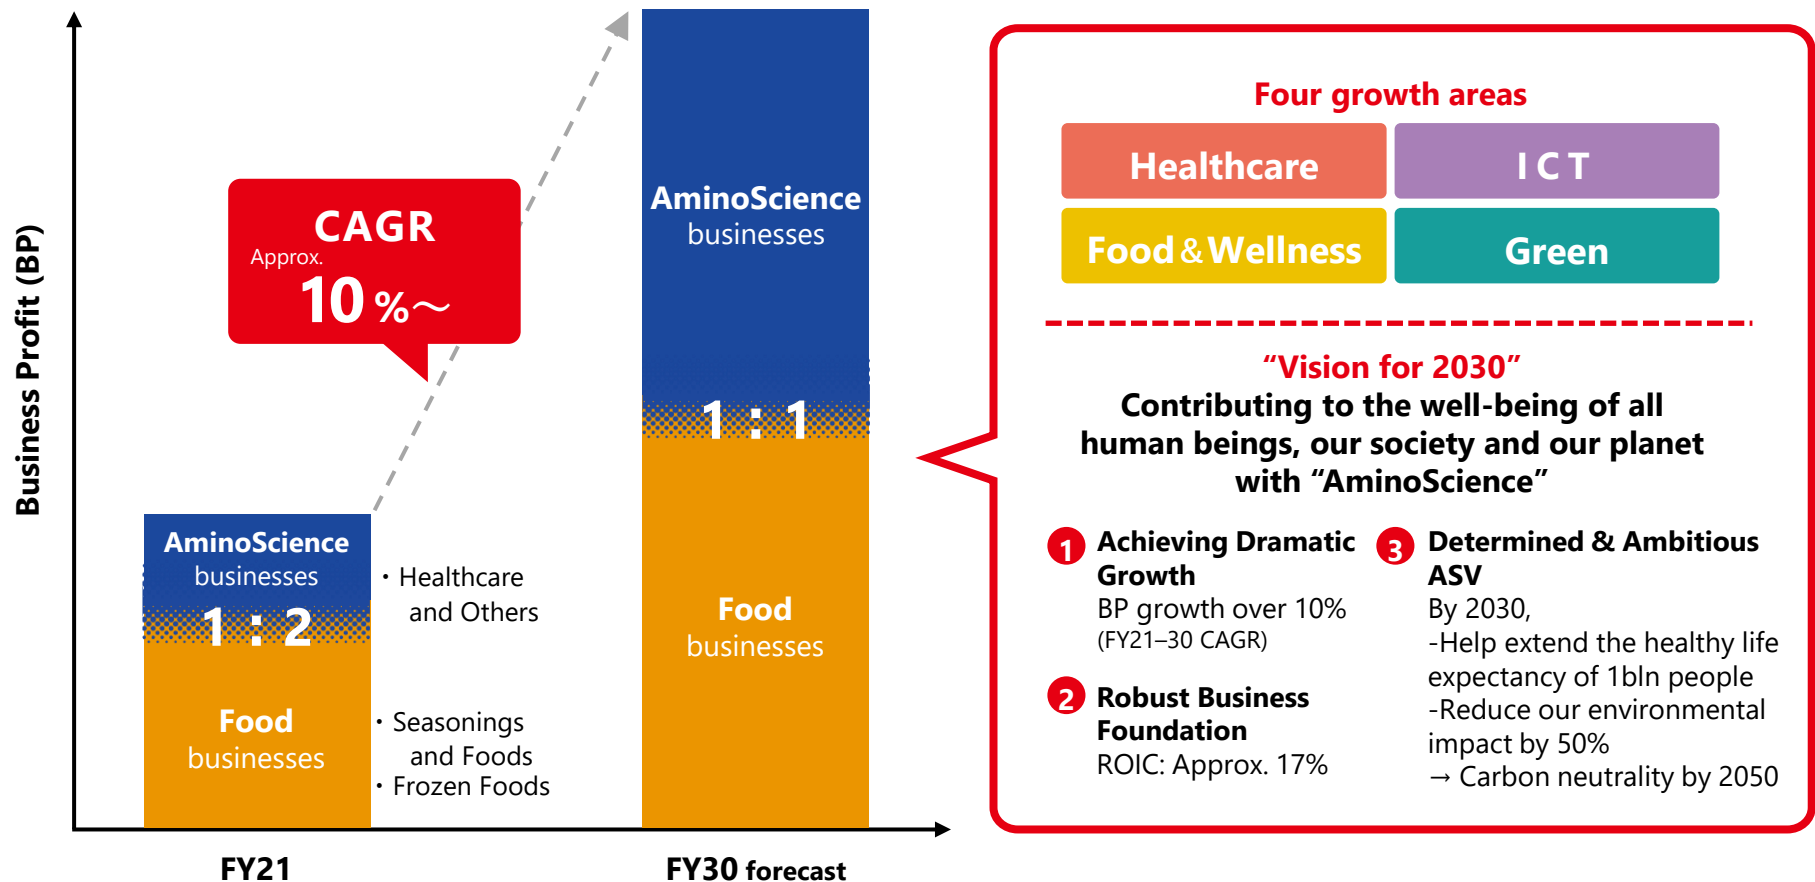 Business Profit (BP)
CAGR
Approx.
10 %～
AminoScience
businesses
1 : 2
Food
businesses
・Healthcare
and Others
・Seasonings
and Foods
・Frozen Foods
FY21
AminoScience
businesses
1 : 1
Food
businesses
FY30 forecast
Four growth areas
Healthcare
ICT
Food&Wellness
Green
“Vision for 2030”
Contributing to the well-being of all
human beings, our society and our planet
with “AminoScience”
1 Achieving Dramatic
Growth
BP growth over 10%
(FY21–30 CAGR)
2 Robust Business
Foundation
ROIC: Approx. 17%
3 Determined & Ambitious
ASV
By 2030,
-Help extend the healthy life
expectancy of 1bln people
-Reduce our environmental
impact by 50%
→ Carbon neutrality by 2050